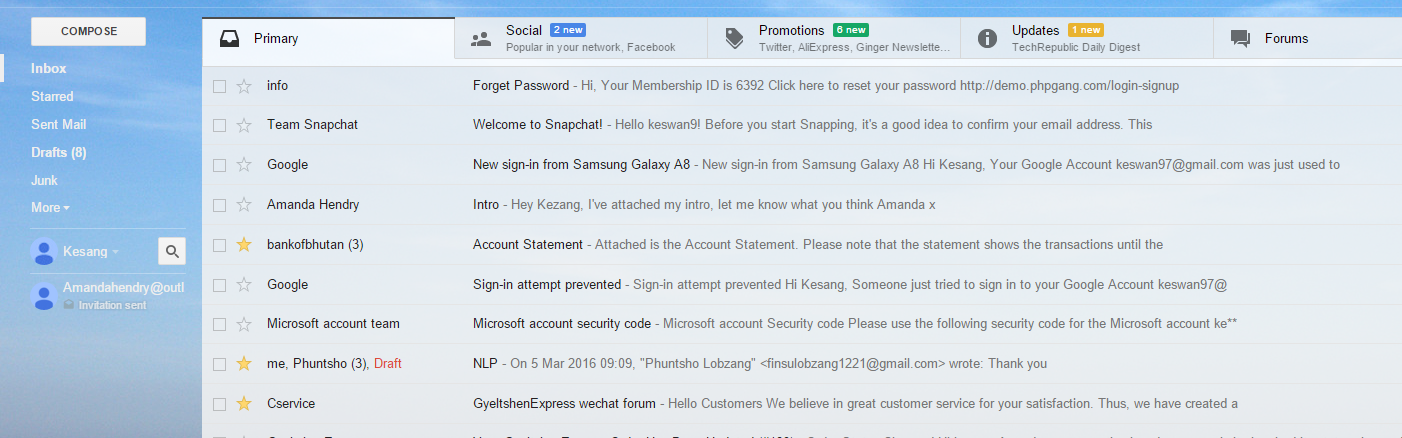 COMPOSE
Inbox
Starred
Sent Mail
Drafts (8)
Junk
More
Kesang
Amandahendry@outl
Invitation sent
Primary
Social 2 new
Popular in your network, Facebook
Promotions 6 new
Twitter, AliExpress, Ginger Newslette...
Updates 1 new
TechRepublic Daily Digest
Forums
info Forget Password - Hi, Your Membership ID is 6392 Click here to reset your password http://demo.phpgang.com/login-signup
Team Snapchat Welcome to Snapchat! - Hello keswan9! Before you start Snapping, it's a good idea to confirm your email address. This
Google New sign-in from Samsung Galaxy A8 - New sign-in from Samsung Galaxy A8 Hi Kesang, Your Google Account keswan97@gmail.com was just used to
Amanda Hendry Intro - Hey Kezang, I've attached my intro, let me know what you think Amanda x
bankofbhutan (3) Account Statement - Attached is the Account Statement. Please note that the statement shows the transactions until the
Google Sign-in attempt prevented - Sign-in attempt prevented Hi Kesang, Someone just tried to sign in to your Google Account keswan97@
Microsoft account team Microsoft account security code - Microsoft account Security code Please use the following security code for the Microsoft account ke**
me, Phuntsho (3), Draft NLP - On 5 Mar 2016 09:09, "Phuntsho Lobzang" <finsulobzang1221@gmail.com> wrote: Thank you
Cservice GyeltshenExpress wechat forum - Hello Customers We believe in great customer service for your satisfaction. Thus, we have created a